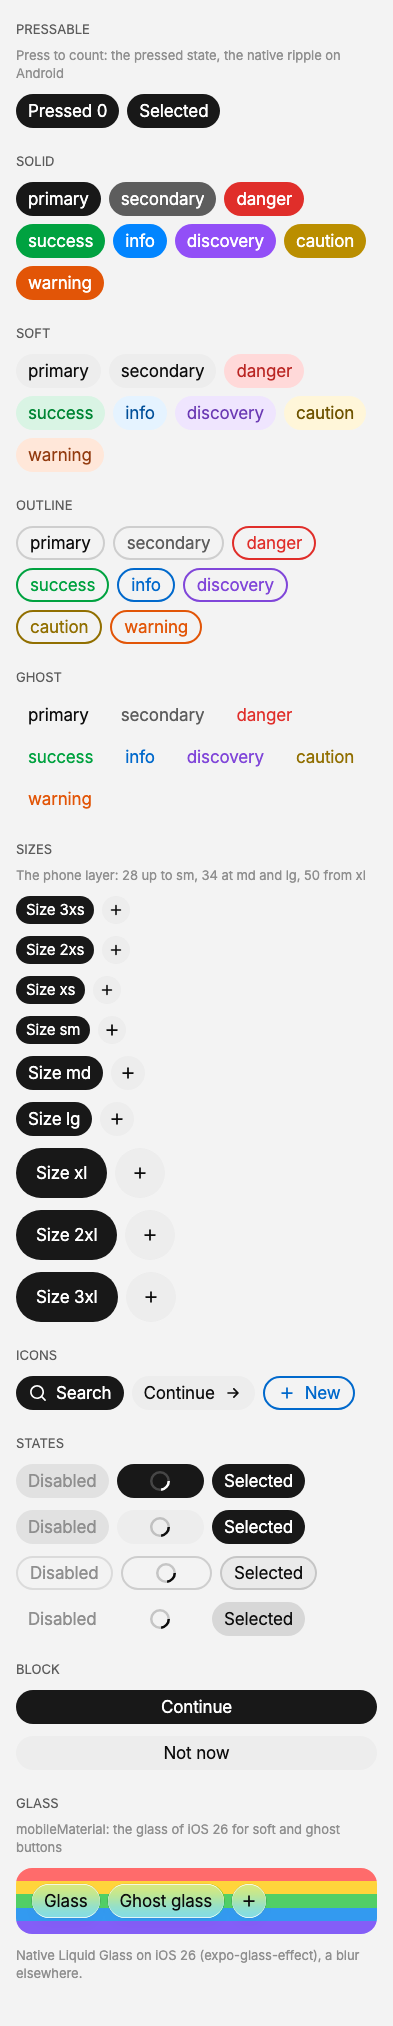 PRESSABLE
Press to count: the pressed state, the native ripple on
Android
Pressed 0 Selected
SOLID
primary secondary danger
success info discovery caution
warning
SOFT
primary secondary danger
success info discovery caution
warning
OUTLINE
primary secondary danger
success info discovery
caution warning
GHOST
primary secondary danger
success info discovery caution
warning
SIZES
The phone layer: 28 up to sm, 34 at md and lg, 50 from xl
Size 3xs
Size 2xs
Size xs
Size sm
Size md
Size lg
Size xl
Size 2xl
Size 3xl
ICONS
Search Continue New
STATES
Disabled Selected
Disabled Selected
Disabled Selected
Disabled Selected
BLOCK
Continue
Not now
GLASS
mobileMaterial: the glass of iOS 26 for soft and ghost
buttons
Glass Ghost glass
Native Liquid Glass on iOS 26 (expo-glass-effect), a blur
elsewhere.